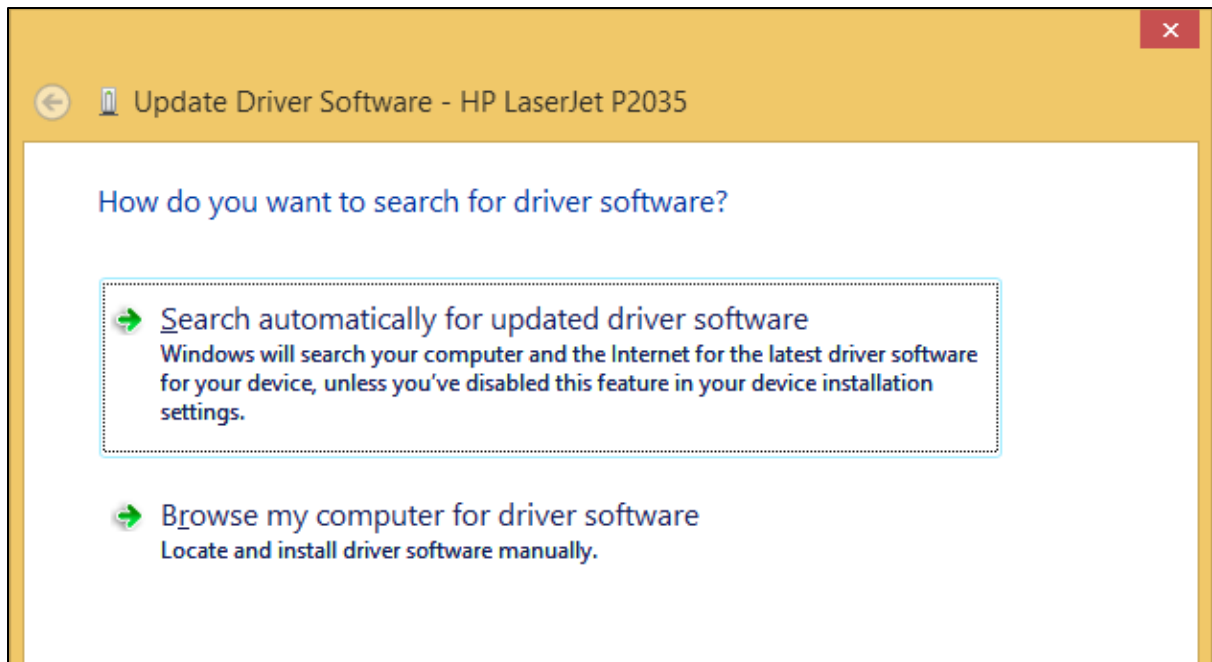 Update Driver Software - HP LaserJet P2035
How do you want to search for driver software?
Search automatically for updated driver software
Windows will search your computer and the Internet for the latest driver software
for your device, unless you've disabled this feature in your device installation
settings.
Browse my computer for driver software
Locate and install driver software manually.